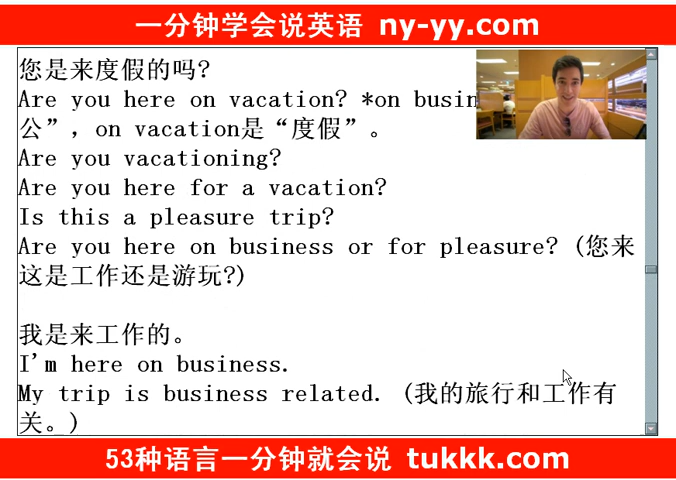 一分钟学会说英语 ny-yy.com
您是来度假的吗?
Are you here on vacation? *on busin
公”，on vacation是“度假”。
Are you vacationing?
Are you here for a vacation?
Is this a pleasure trip?
Are you here on business or for pleasure? (您来
这是工作还是游玩?)
我是来工作的。
I'm here on business.
My trip is business related. (我的旅行和工作有
关。)
53种语言一分钟就会说 tukkk.com